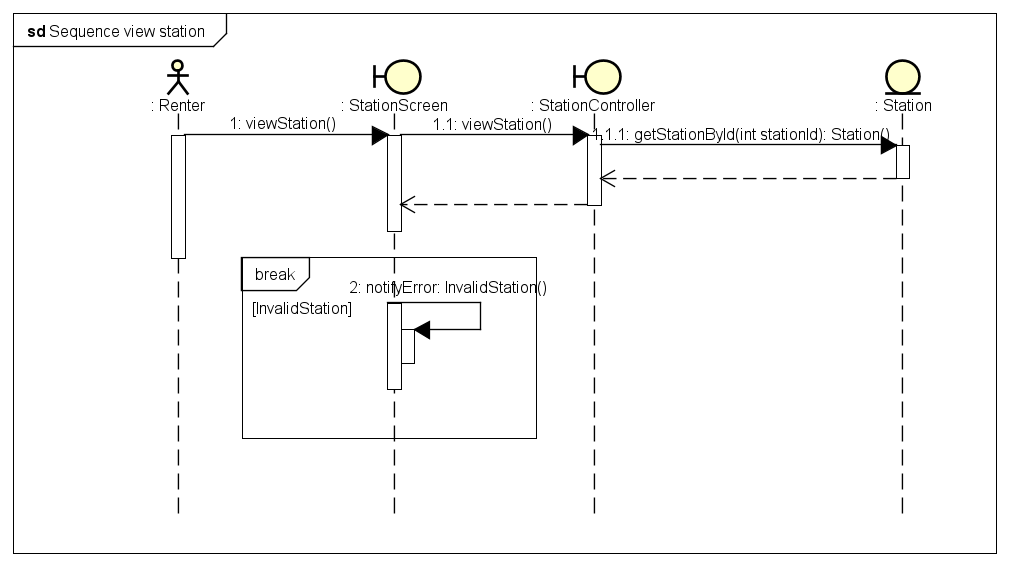 sd Sequence view station
: Renter
: StationScreen
: StationController
: Station
1: viewStation()
1.1: viewStation()
1.1.1: getStationById(int stationId): Station()
break
2: notifyError: InvalidStation()
[InvalidStation]